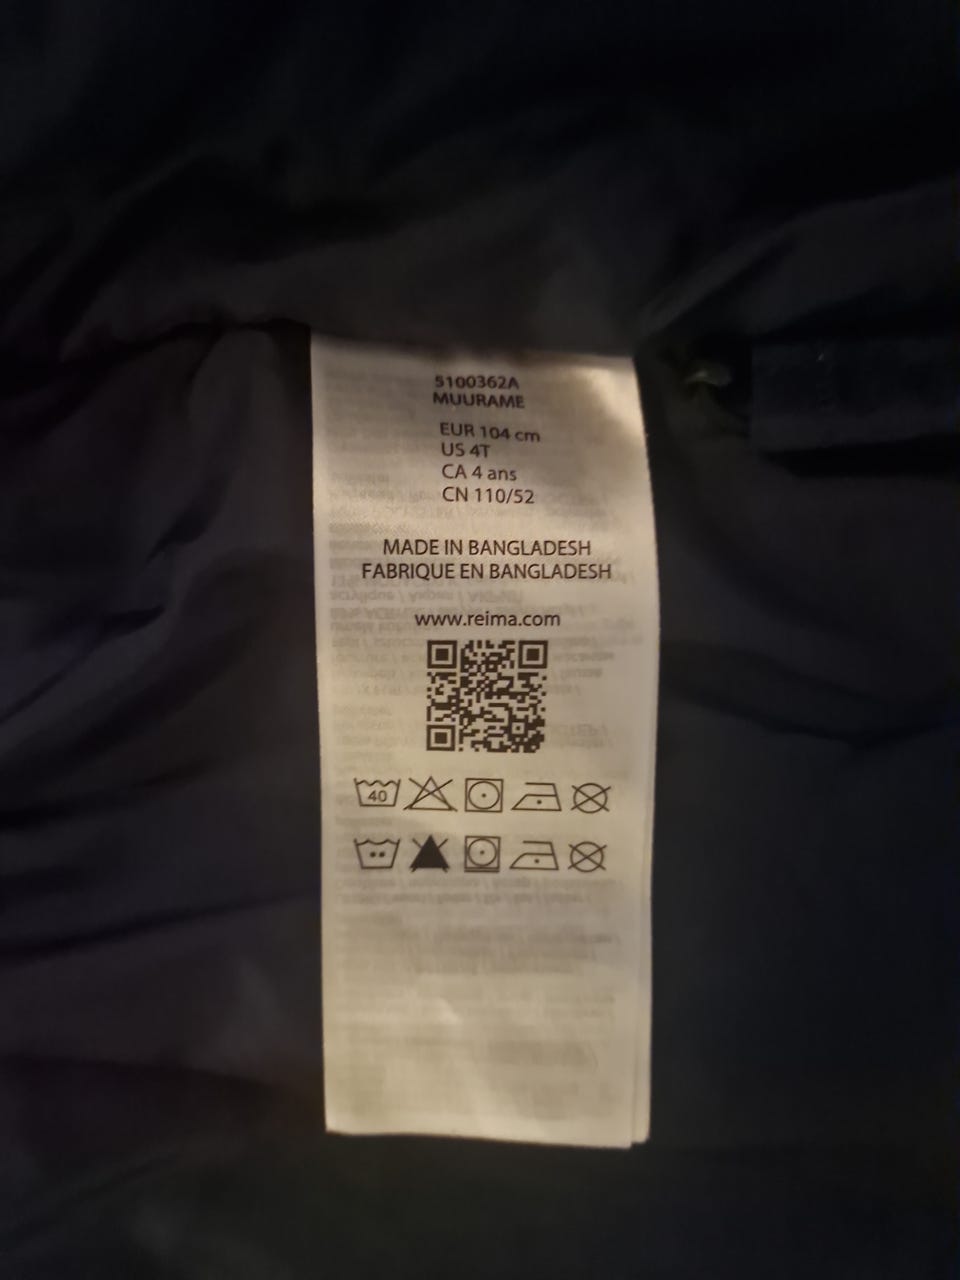 5100362A
MUURAME
EUR 104 cm
US 4T
CA 4 ans
CN 110/52
MADE IN BANGLADESH
FABRIQUE EN BANGLADESH
www.reima.com
40